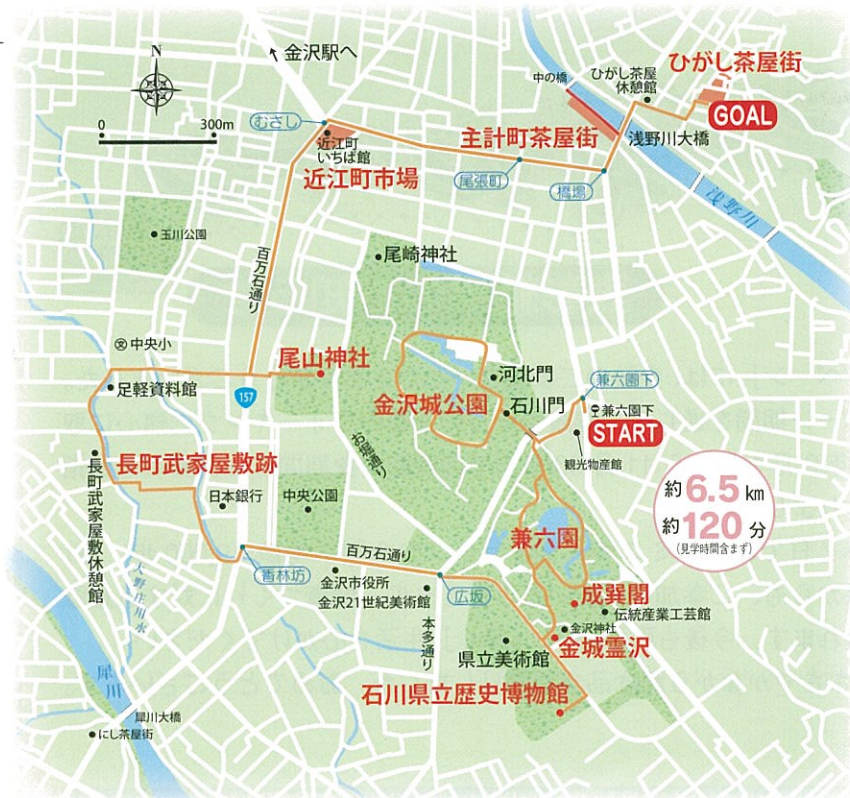 N
0
300m
金沢駅へ
むさし
近江町
いちば館
近江町市場
中の橋
ひがし茶屋
休憩館
ひがし茶屋街
GOAL
主計町茶屋街
浅野川大橋
尾張町
橋場
浅野川
玉川公園
百万石通り
尾崎神社
中央小
尾山神社
足軽資料館
157
金沢城公園
河北門
石川門
兼六園下
兼六園下
START
観光物産館
お堀通り
長町武家屋敷跡
長町武家屋敷休憩館
日本銀行
中央公園
約6.5km
約120分
(見学時間含まず)
兼六園
百万石通り
香林坊
金沢市役所
金沢21世紀美術館
広坂
大野庄用水
本多通り
成巽閣
伝統産業工芸館
金沢神社
金城霊沢
県立美術館
石川県立歴史博物館
犀川
犀川大橋
にし茶屋街